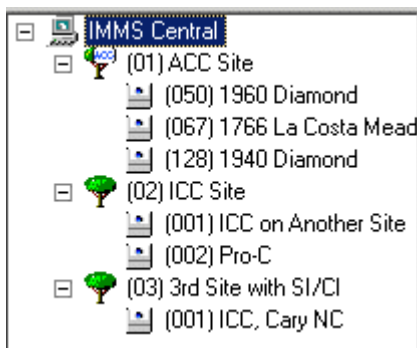 IMMS Central
(01) ACC Site
(050) 1960 Diamond
(067) 1766 La Costa Mead
(128) 1940 Diamond
(02) ICC Site
(001) ICC on Another Site
(002) Pro-C
(03) 3rd Site with SI/CI
(001) ICC, Cary NC